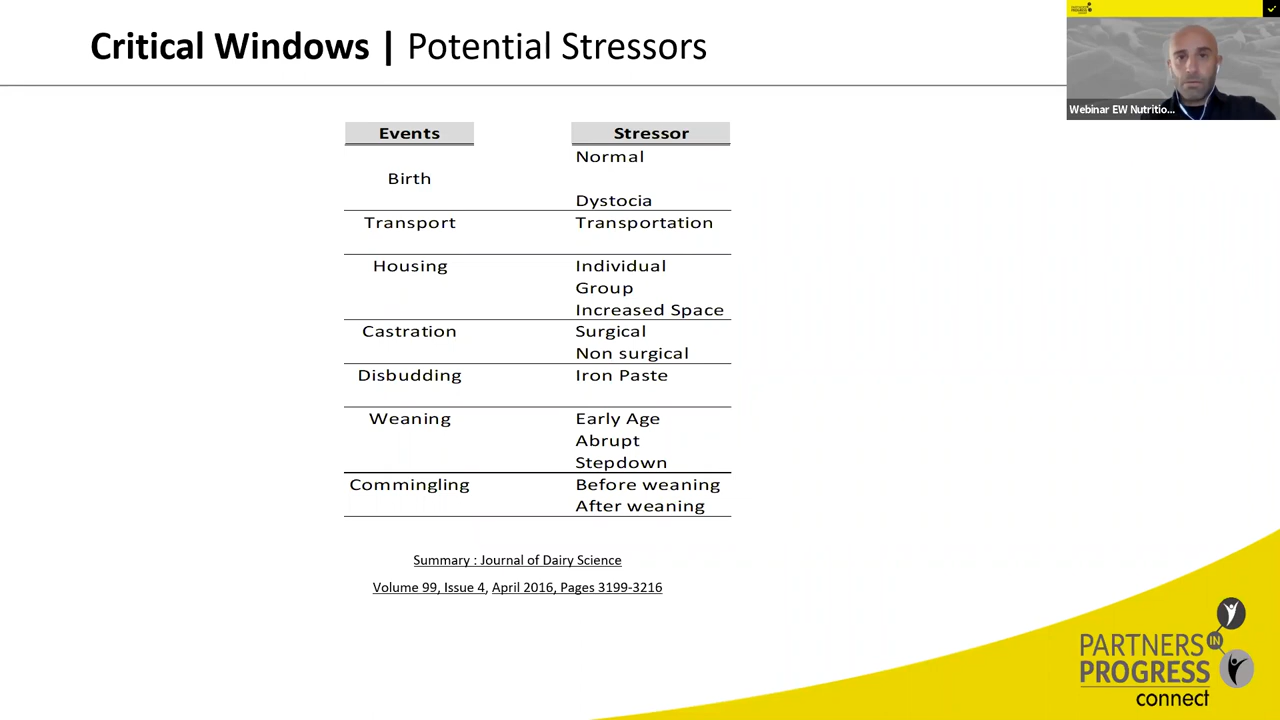 Critical Windows | Potential Stressors
Webinar EW Nutritio...
Events Stressor
Birth Normal
Dystocia
Transport Transportation
Housing Individual
Group
Increased Space
Castration Surgical
Non surgical
Disbudding Iron Paste
Weaning Early Age
Abrupt
Stepdown
Commingling Before weaning
After weaning
Summary : Journal of Dairy Science
Volume 99, Issue 4, April 2016, Pages 3199-3216
PARTNERS IN
PROGRESS
connect